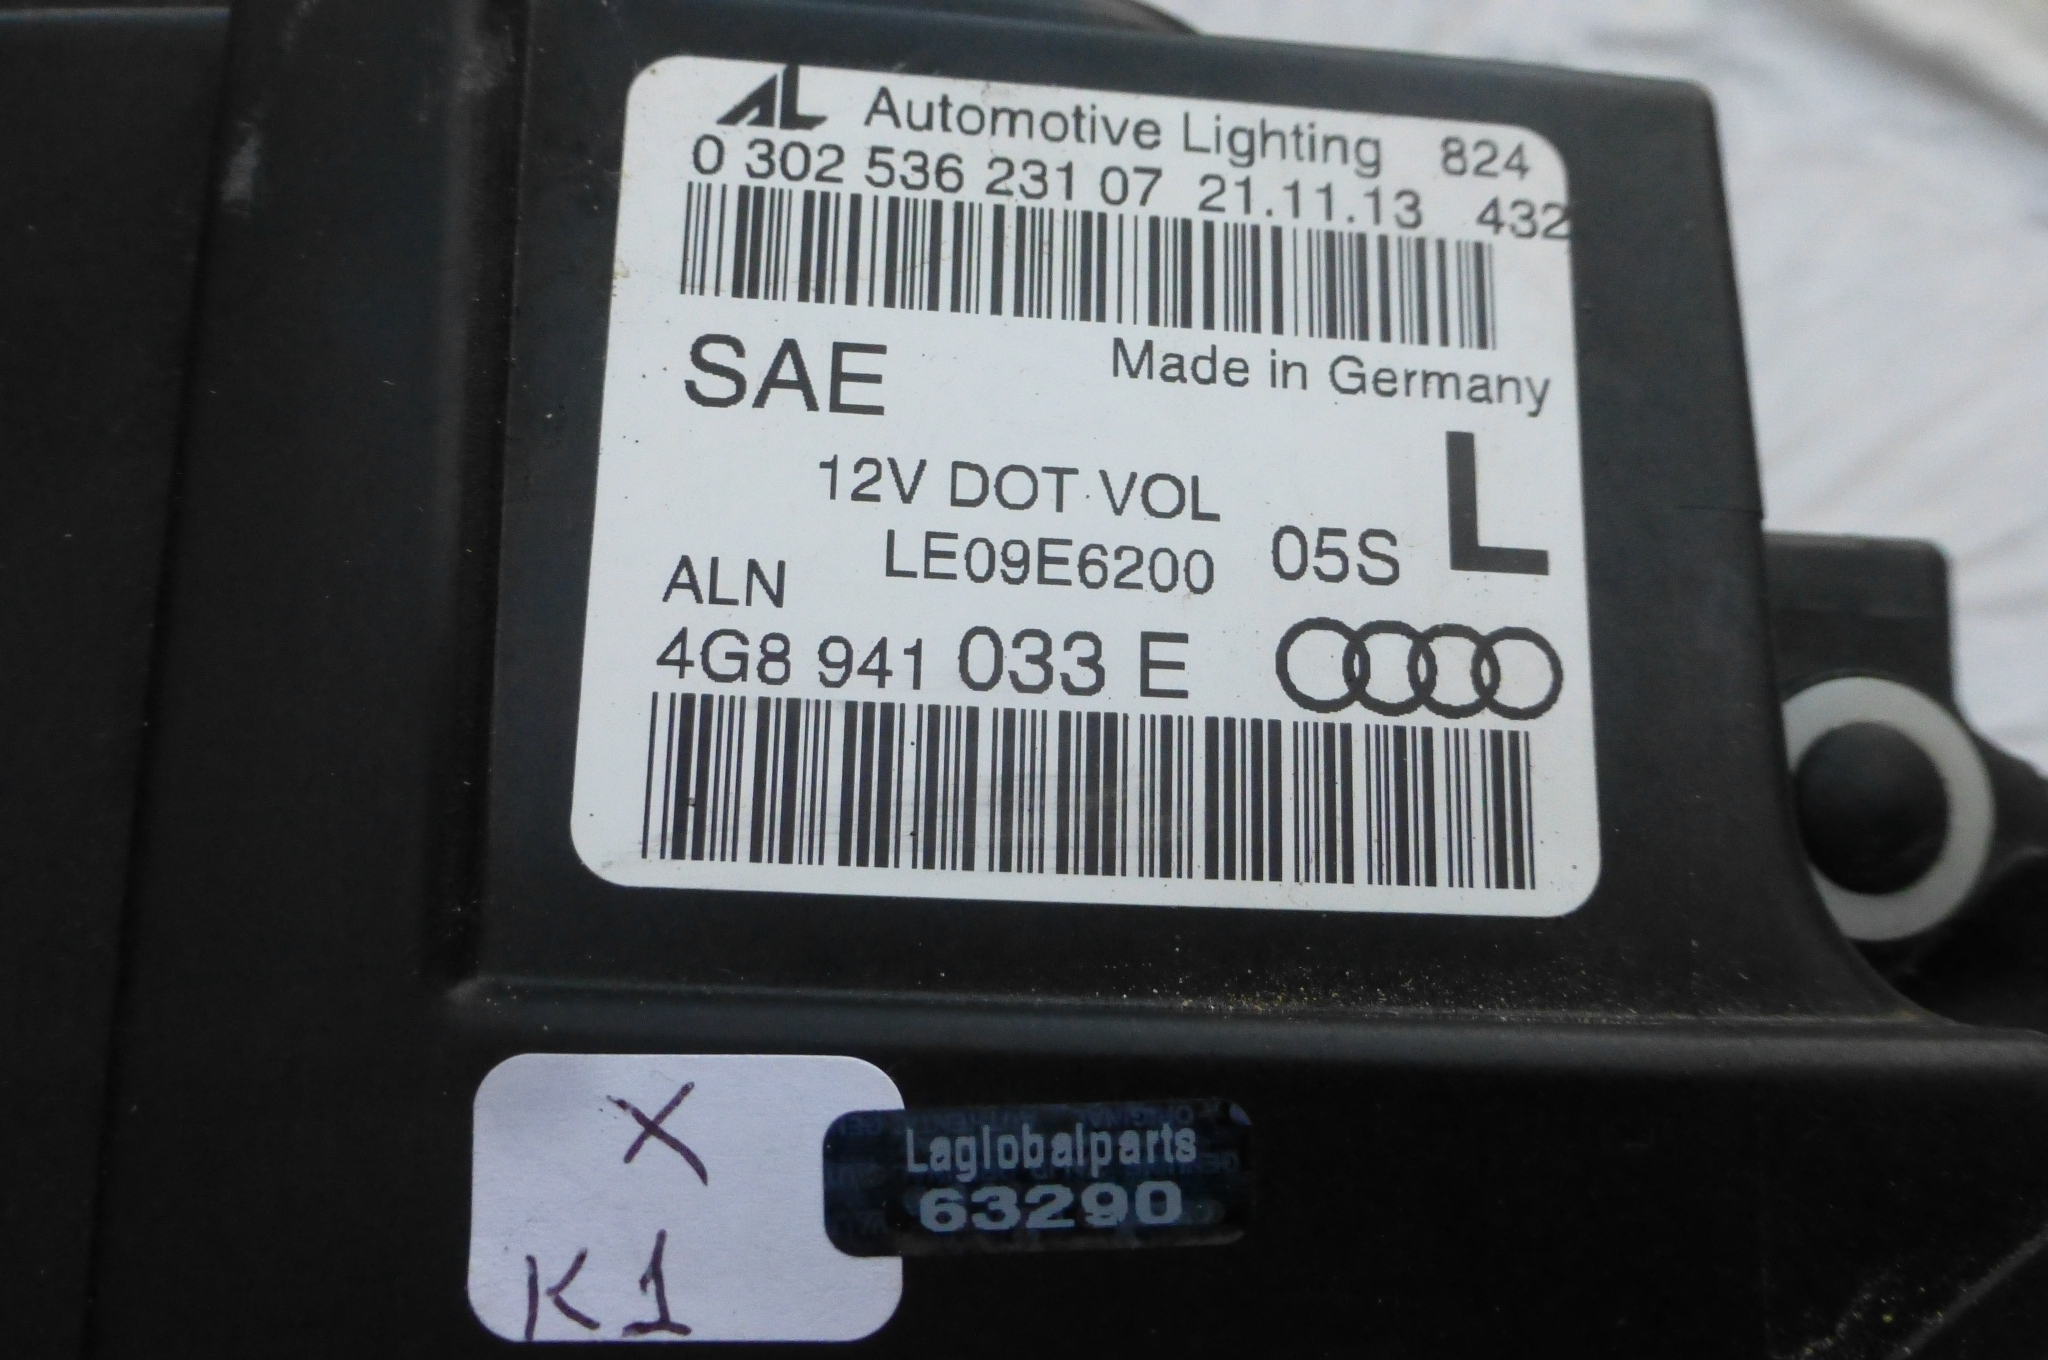 AL Automotive Lighting 824
0 302 536 231 07 21.11.13 432
SAE
Made in Germany
12V DOT VOL
LE09E6200 05S L
ALN
4G8 941 033 E
X
K1
Laglobalparts
63290